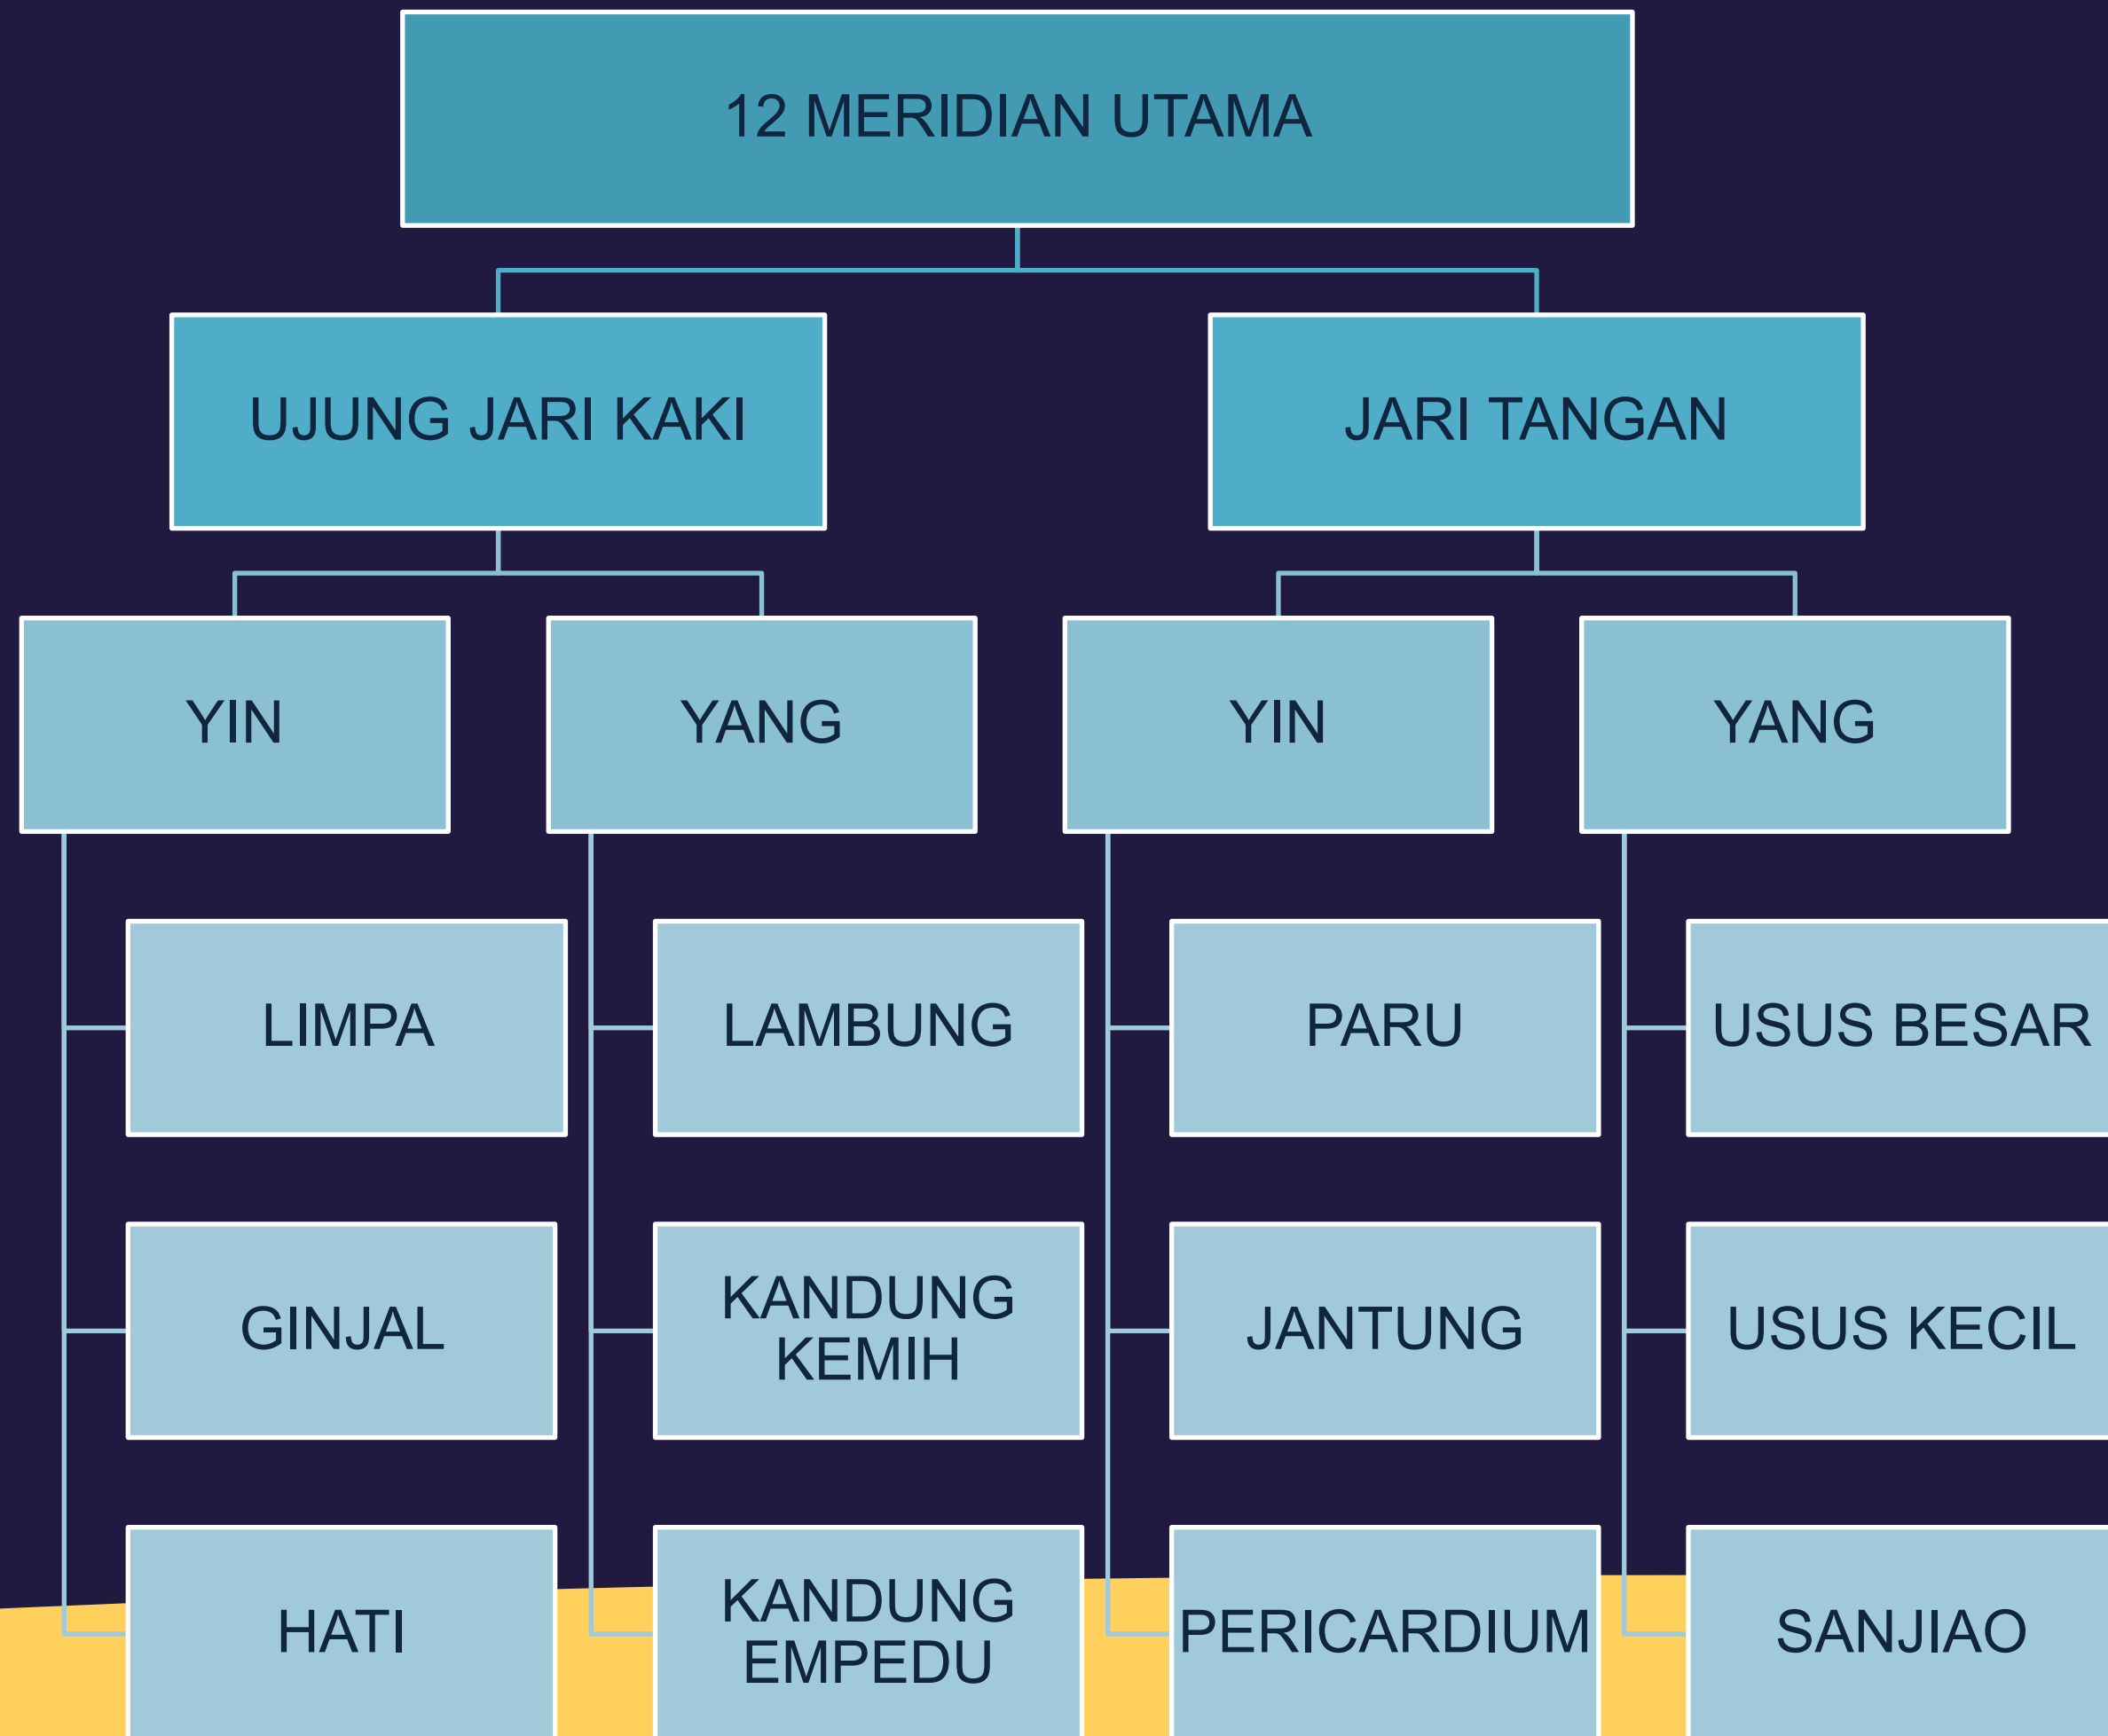 12 MERIDIAN UTAMA
UJUNG JARI KAKI
JARI TANGAN
YIN
YANG
YIN
YANG
LIMPA
LAMBUNG
PARU
USUS BESAR
GINJAL
KANDUNG
KEMIH
JANTUNG
USUS KECIL
HATI
KANDUNG
EMPEDU
PERICARDIUM
SANJIAO